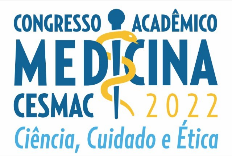 CONGRESSO ACADÊMICO
MEDICINA
CESMAC 2022
Ciência, Cuidado e Ética